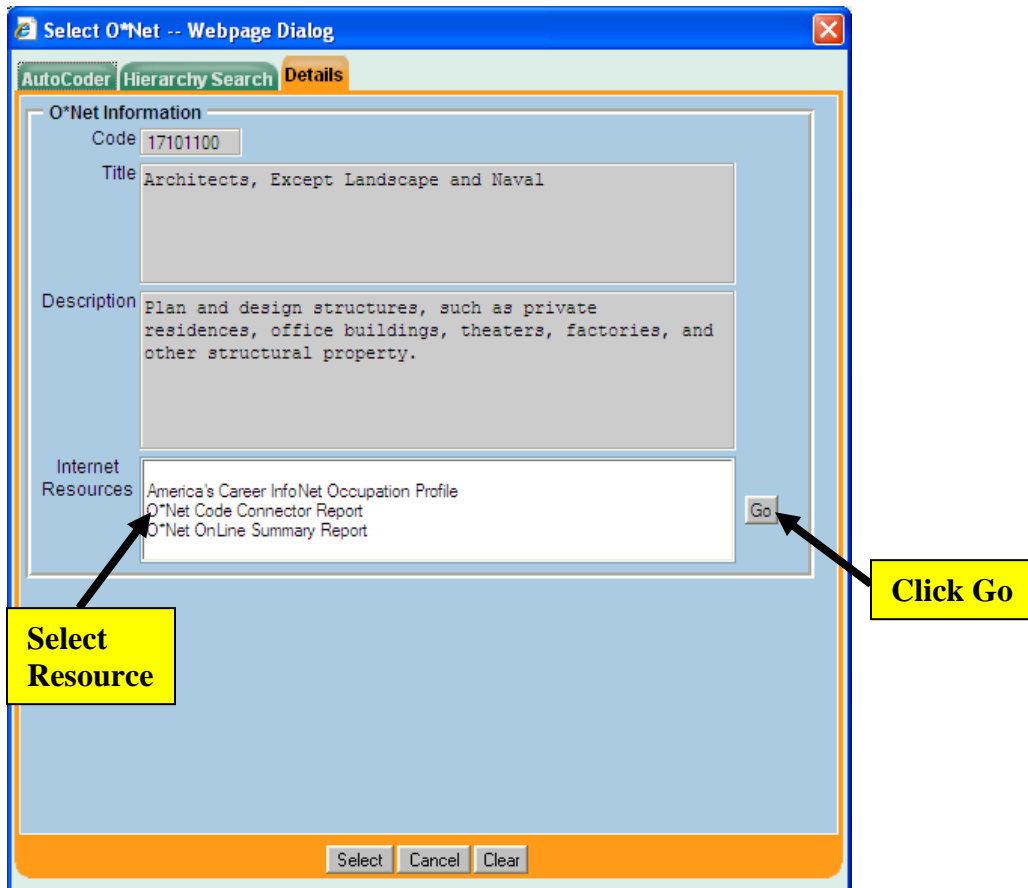 Select O*Net -- Webpage Dialog
AutoCoder Hierarchy Search Details
O*Net Information
Code 17101100
Title Architects, Except Landscape and Naval
Description Plan and design structures, such as private
residences, office buildings, theaters, factories, and
other structural property.
Internet
Resources
America's Career InfoNet Occupation Profile
O*Net Code Connector Report
O*Net OnLine Summary Report
Go
Click Go
Select
Resource
Select Cancel Clear